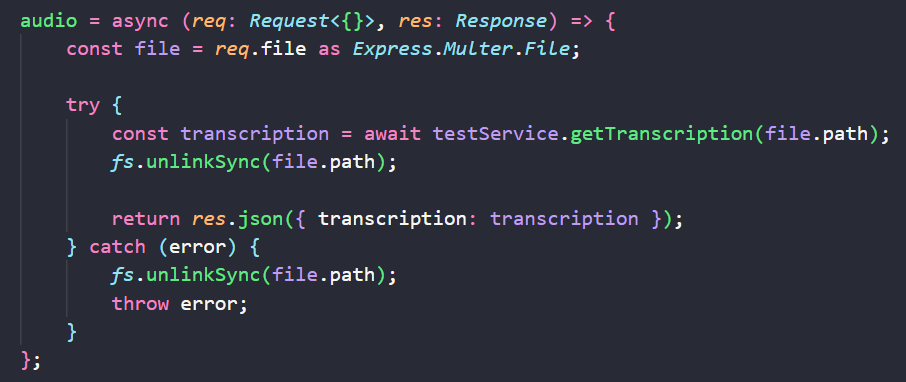 audio = async (req: Request<{}>, res: Response) => {
    const file = req.file as Express.Multer.File;

    try {
        const transcription = await testService.getTranscription(file.path);
        fs.unlinkSync(file.path);

        return res.json({ transcription: transcription });
    } catch (error) {
        fs.unlinkSync(file.path);
        throw error;
    }
};